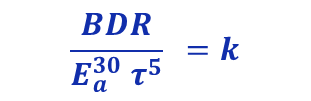 BDR
E_a^30 τ^5 = k